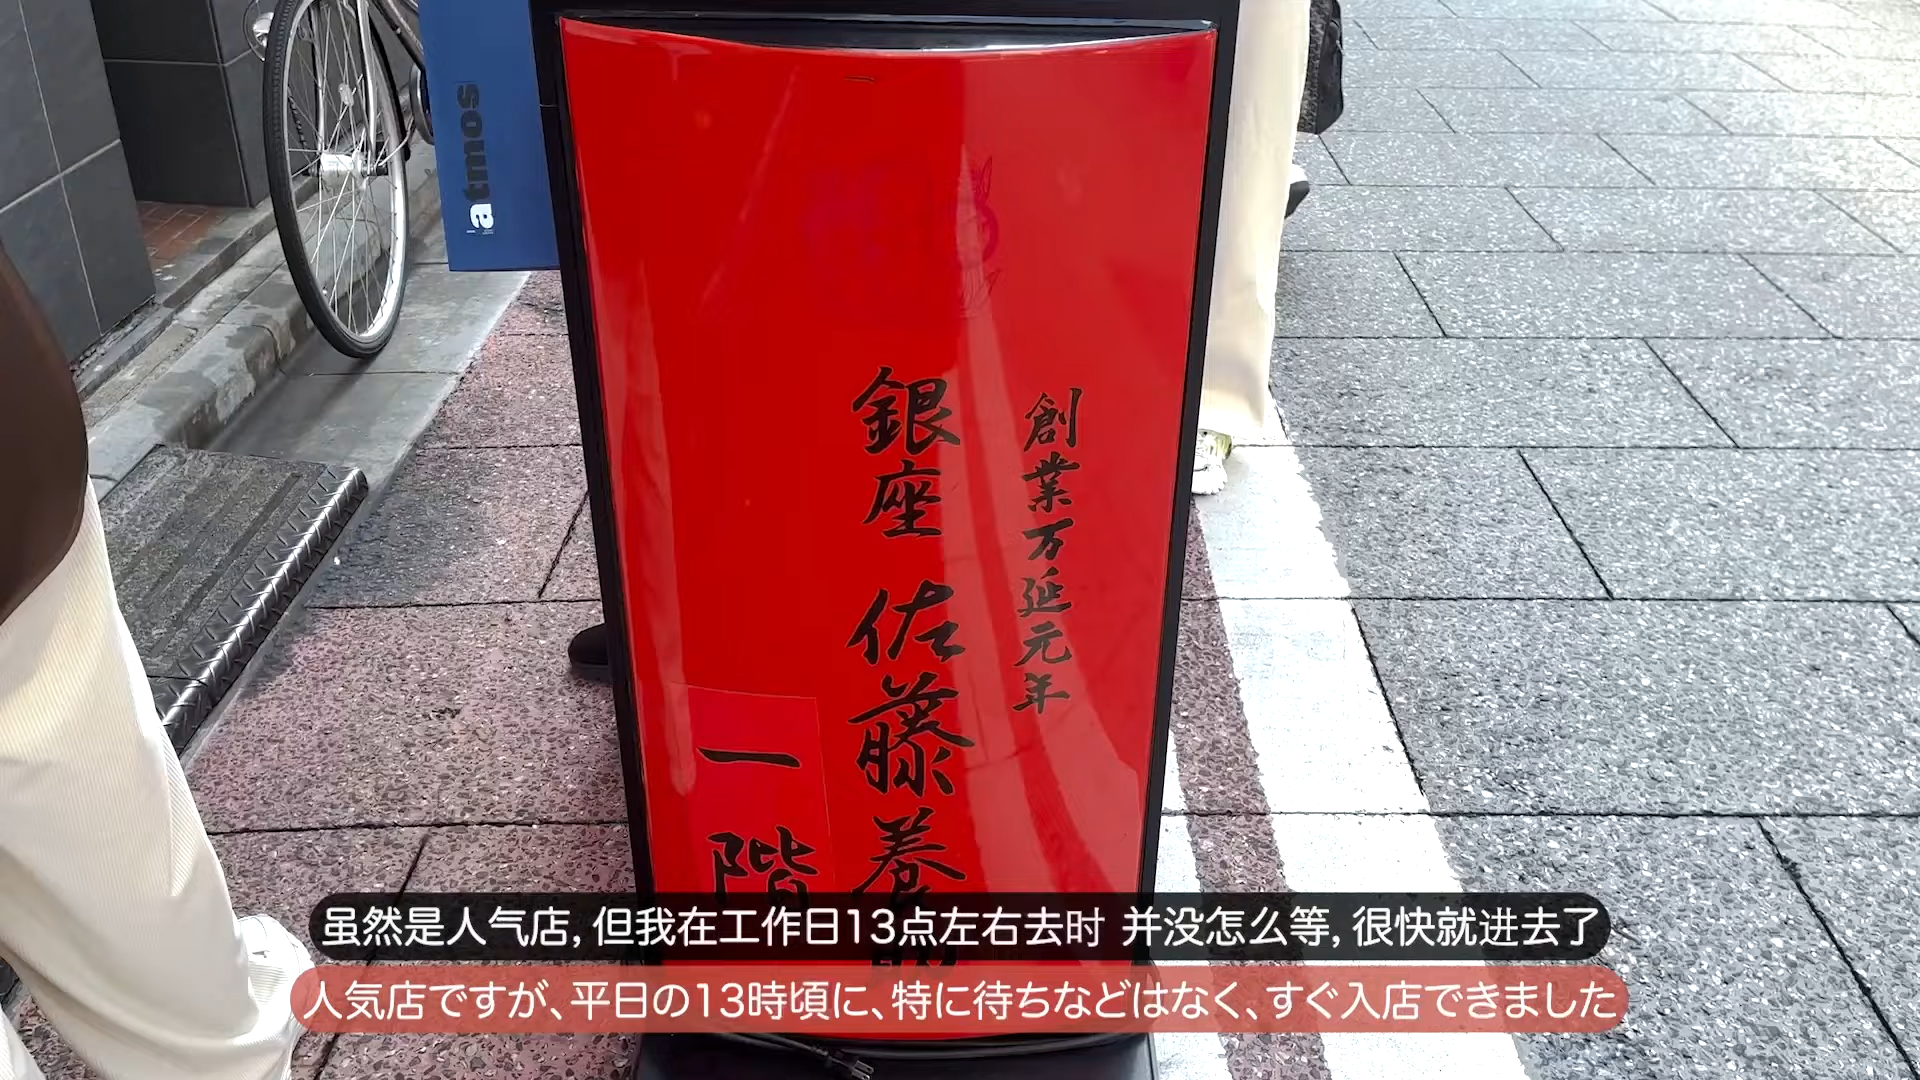 atmos
創業万延元年
銀座 佐藤養助
一階
虽然是人气店, 但我在工作日13点左右去时 并没怎么等, 很快就进去了
人気店ですが、平日の13時頃に、特に待ちなどはなく、すぐ入店できました